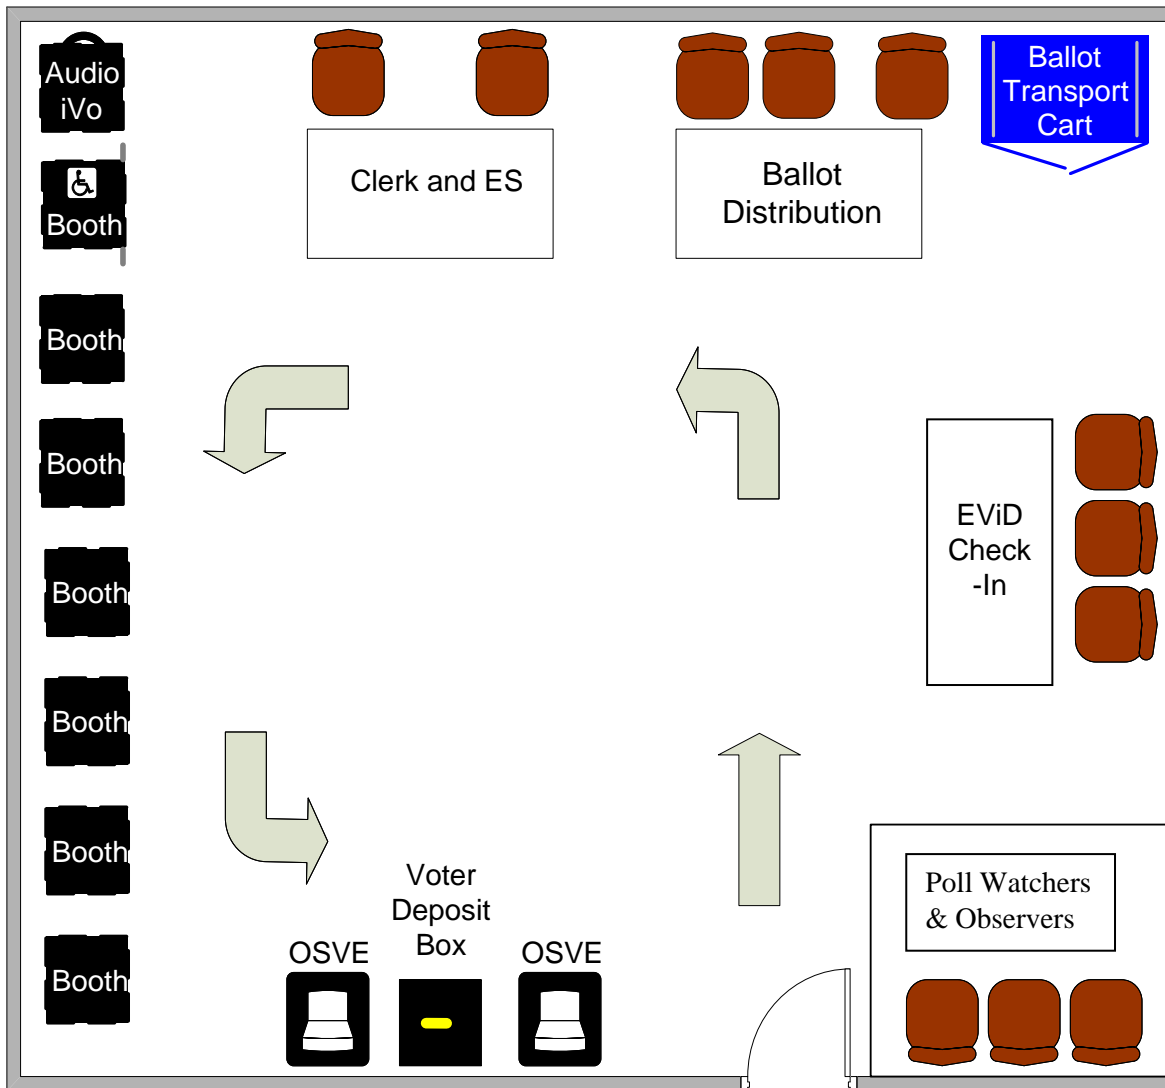 Audio
iVo
Booth
Booth
Booth
Booth
Booth
Booth
Booth
Clerk and ES
Ballot
Distribution
Ballot
Transport
Cart
EViD
Check
-In
Poll Watchers
& Observers
Voter
Deposit
Box
OSVE
OSVE